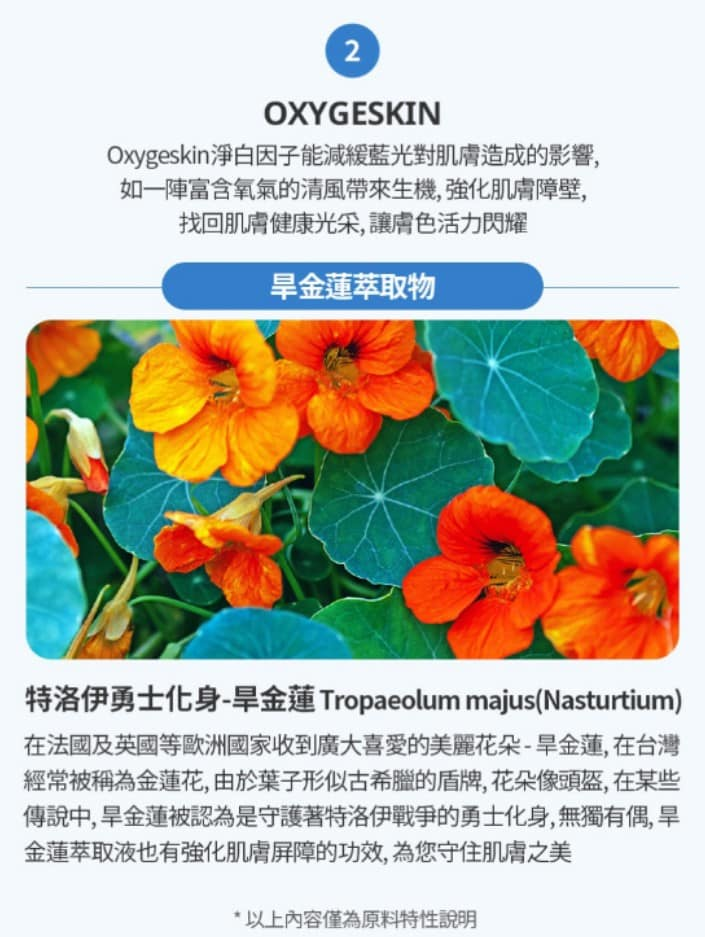 2
OXYGESKIN
Oxygeskin淨白因子能減緩藍光對肌膚造成的影響,
如一陣富含氧氣的清風帶來生機, 強化肌膚障壁,
找回肌膚健康光采, 讓膚色活力閃耀
旱金蓮萃取物
特洛伊勇士化身-旱金蓮 Tropaeolum majus(Nasturtium)
在法國及英國等歐洲國家收到廣大喜愛的美麗花朵 - 旱金蓮, 在台灣
經常被稱為金蓮花, 由於葉子形似古希臘的盾牌, 花朵像頭盔, 在某些
傳說中, 旱金蓮被認為是守護著特洛伊戰爭的勇士化身, 無獨有偶, 旱
金蓮萃取液也有強化肌膚屏障的功效, 為您守住肌膚之美
* 以上內容僅為原料特性說明